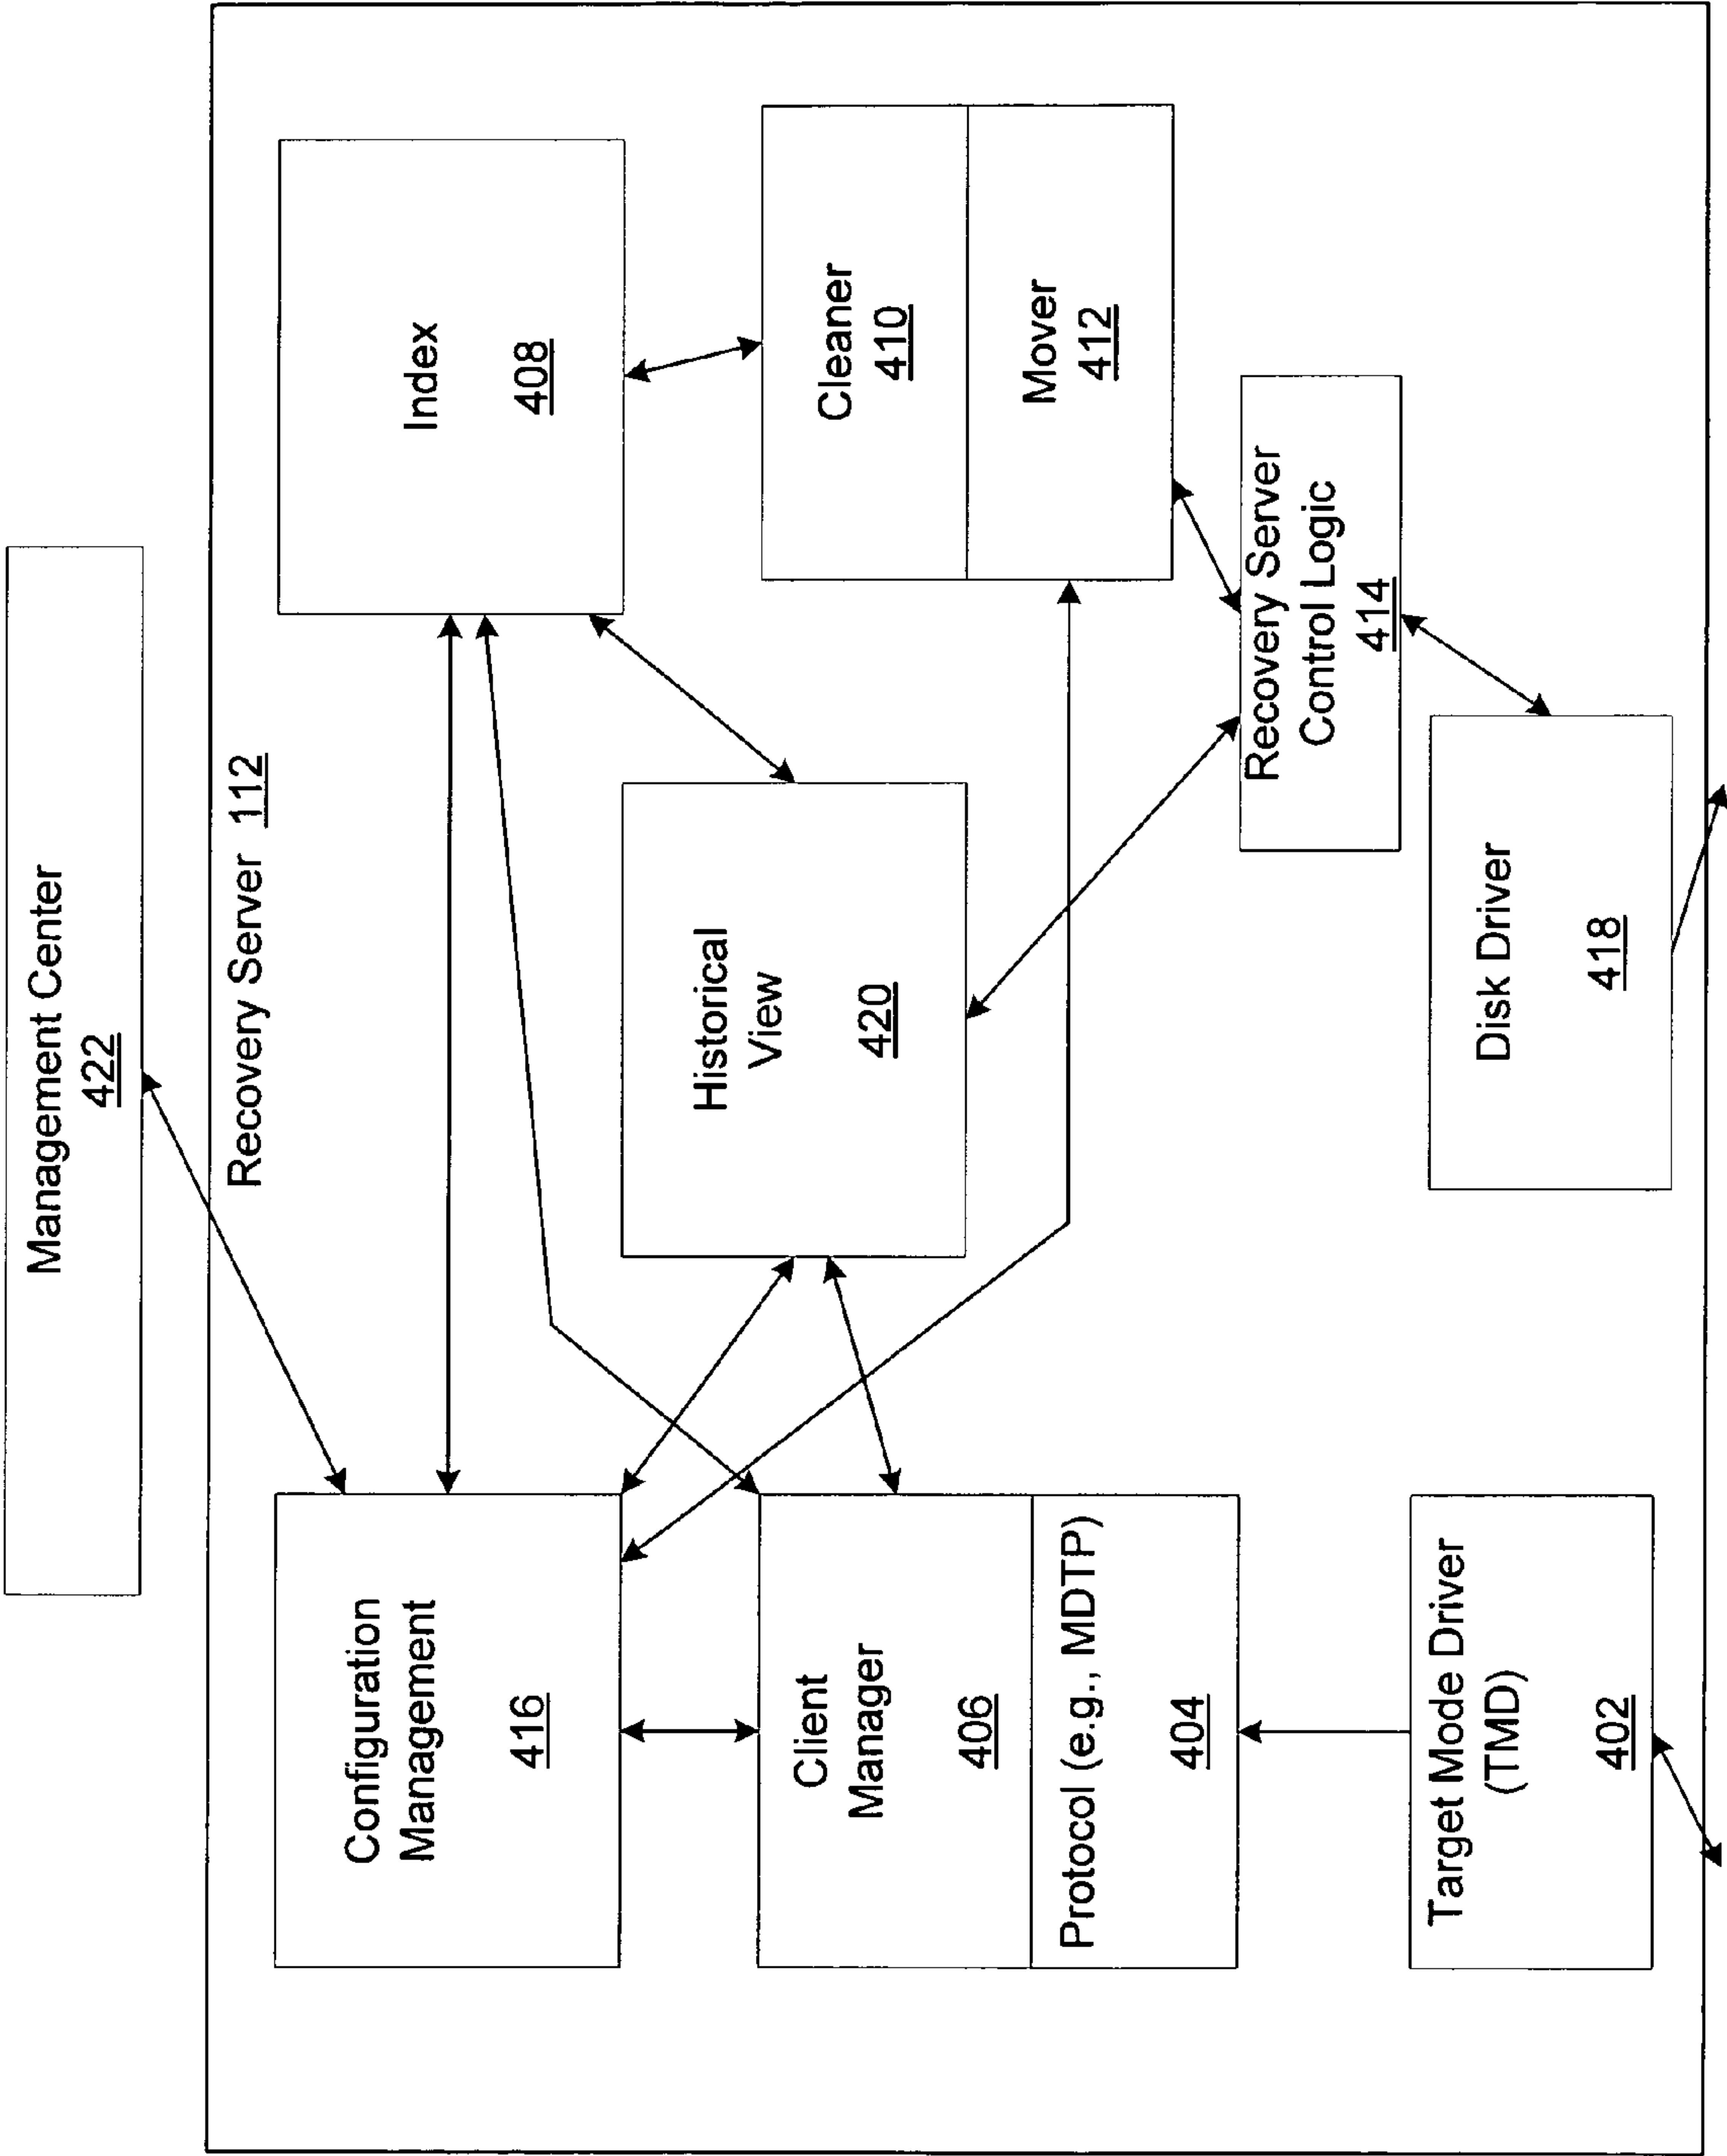 Management Center
422
Recovery Server 112
Configuration
Management
416
Index
408
Historical
View
420
Client
Manager
406
Cleaner
410
Protocol (e.g., MDTP)
404
Mover
412
Recovery Server
Control Logic
414
Target Mode Driver
(TMD)
402
Disk Driver
418